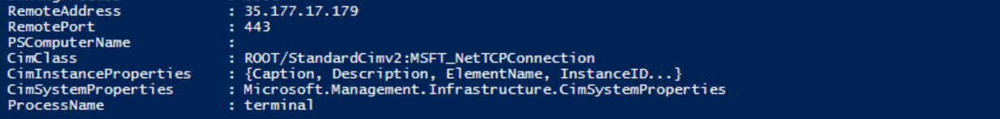 RemoteAddress : 35.177.17.179
RemotePort : 443
PSComputerName :
CimClass : ROOT/StandardCimv2:MSFT_NetTCPConnection
CimInstanceProperties : {Caption, Description, ElementName, InstanceID...}
CimSystemProperties : Microsoft.Management.Infrastructure.CimSystemProperties
ProcessName : terminal